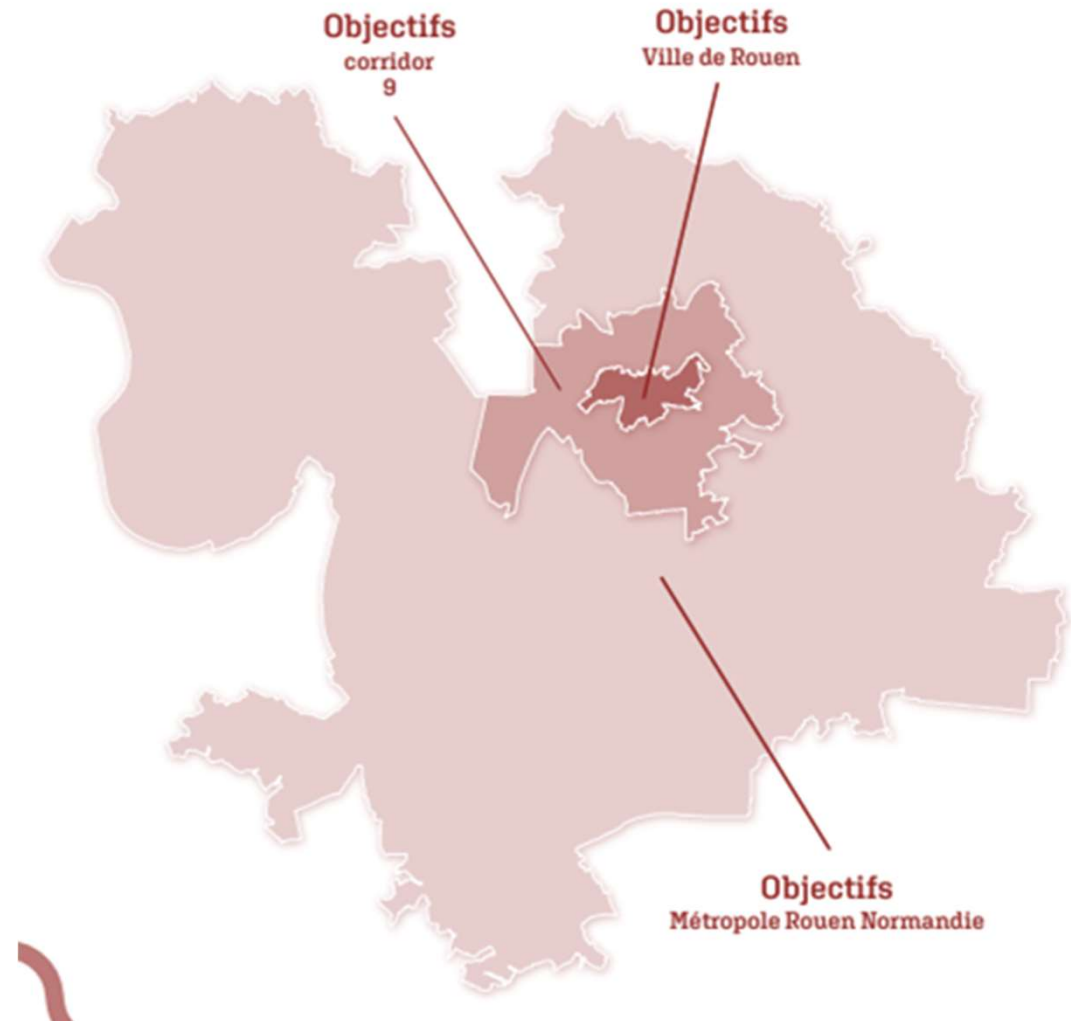 Objectifs
corridor
9
Objectifs
Ville de Rouen
Objectifs
Métropole Rouen Normandie